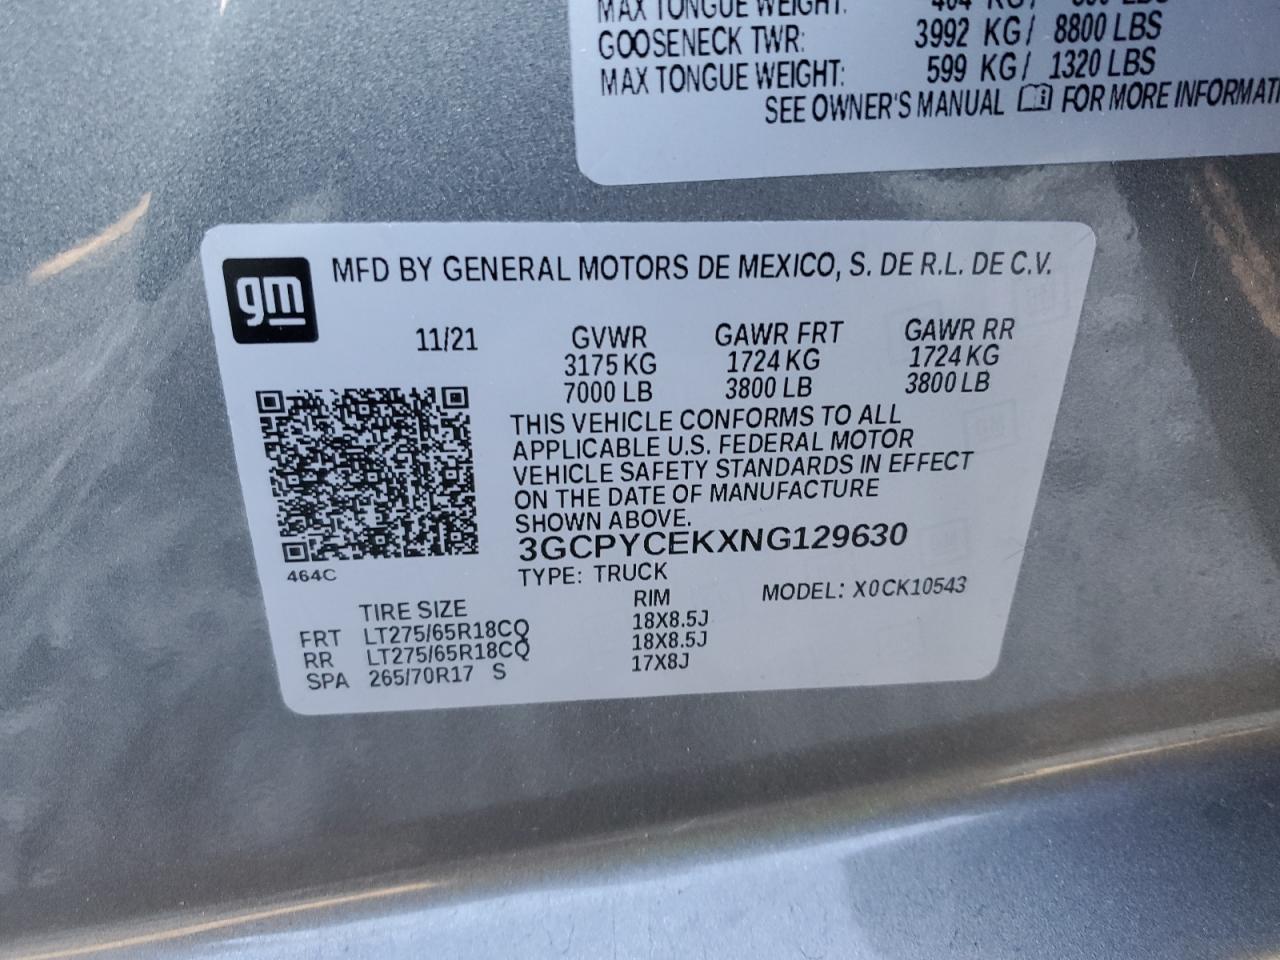 MAX TONGUE WEIGHT:
GOOSENECK TWR: 3992 KG/ 8800 LBS
MAX TONGUE WEIGHT: 599 KG/ 1320 LBS
SEE OWNER'S MANUAL FOR MORE INFORMATI
gm
MFD BY GENERAL MOTORS DE MEXICO, S. DE R.L. DE C.V.
11/21 GVWR GAWR FRT GAWR RR
3175 KG 1724 KG 1724 KG
7000 LB 3800 LB 3800 LB
THIS VEHICLE CONFORMS TO ALL
APPLICABLE U.S. FEDERAL MOTOR
VEHICLE SAFETY STANDARDS IN EFFECT
ON THE DATE OF MANUFACTURE
SHOWN ABOVE.
3GCPYCEKXNG129630
464C
TYPE: TRUCK MODEL: X0CK10543
TIRE SIZE RIM
FRT LT275/65R18CQ 18X8.5J
RR LT275/65R18CQ 18X8.5J
SPA 265/70R17 S 17X8J